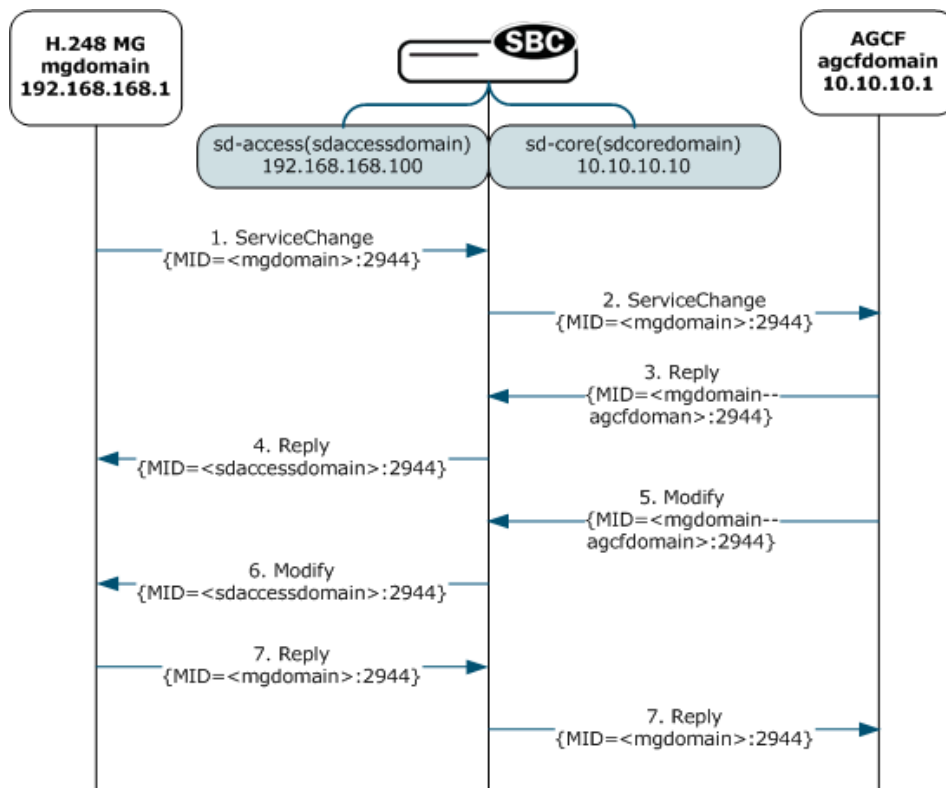 H.248 MG
mgdomain
192.168.168.1
SBC
AGCF
agcfdomain
10.10.10.1
sd-access(sdaccessdomain)
192.168.168.100
sd-core(sdcoredomain)
10.10.10.10
1. ServiceChange
{MID=<mgdomain>:2944}
2. ServiceChange
{MID=<mgdomain>:2944}
3. Reply
{MID=<mgdomain--
agcfdoman>:2944}
4. Reply
{MID=<sdaccessdomain>:2944}
5. Modify
{MID=<mgdomain--
agcfdomain>:2944}
6. Modify
{MID=<sdaccessdomain>:2944}
7. Reply
{MID=<mgdomain>:2944}
7. Reply
{MID=<mgdomain>:2944}